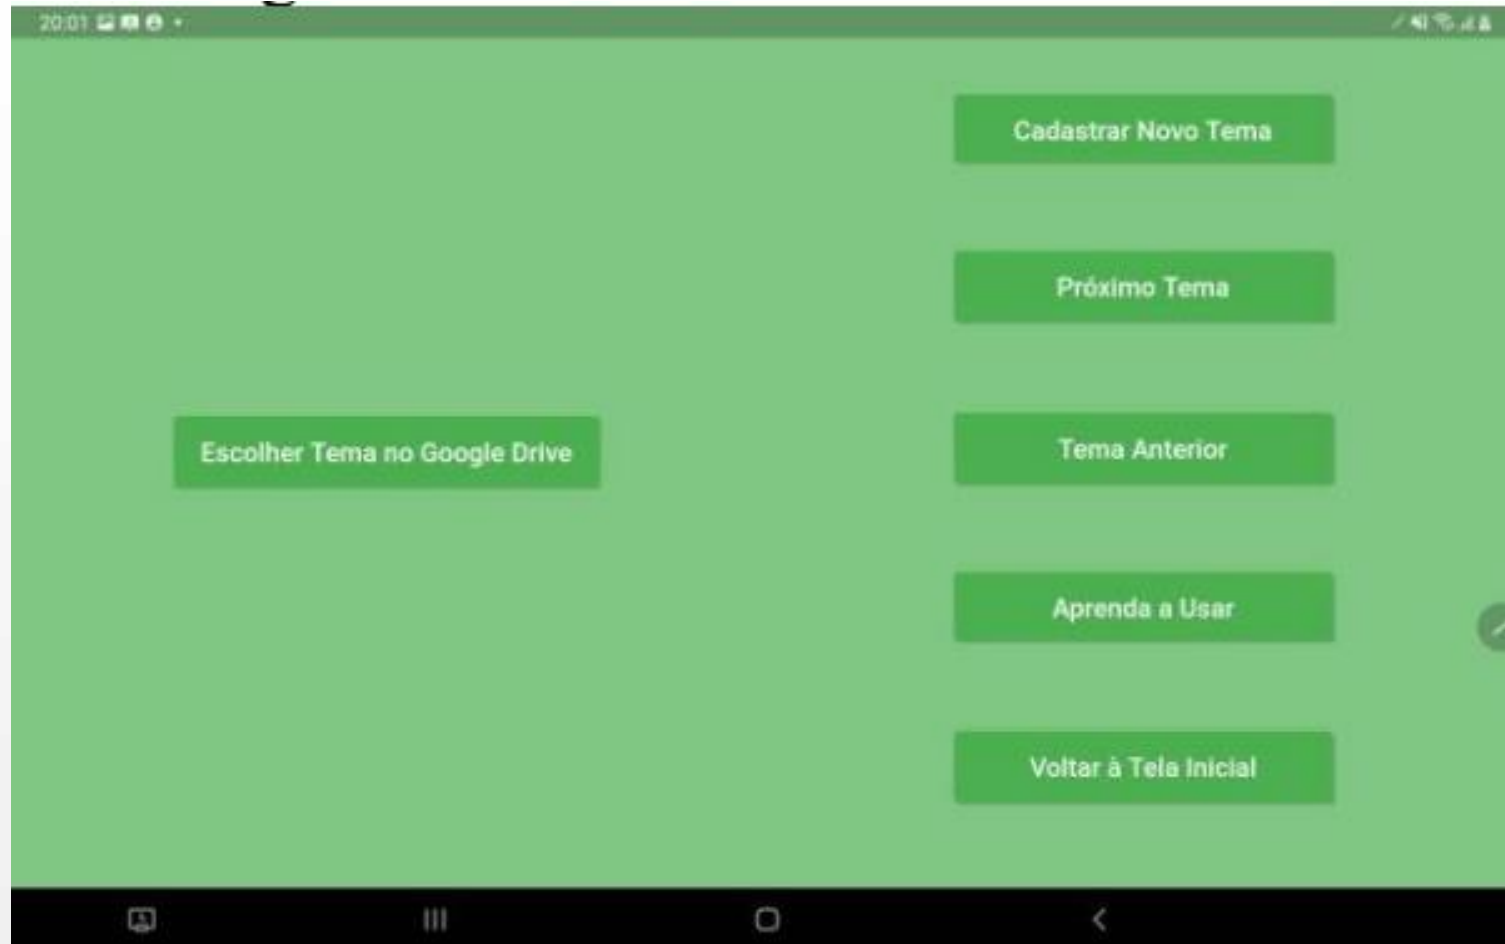 20:01
Cadastrar Novo Tema
Próximo Tema
Escolher Tema no Google Drive
Tema Anterior
Aprenda a Usar
Voltar à Tela Inicial